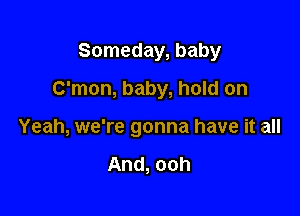 Someday, baby
C'mon, baby, hold on
Yeah, we're gonna have it all
And, ooh